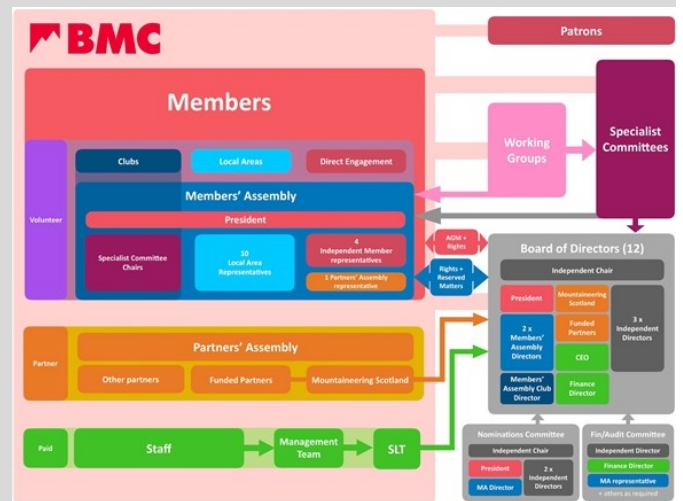 BMC
Patrons
Members
Specialist
Committees
Working
Groups
Volunteer
Clubs
Local Areas
Direct Engagement
Members' Assembly
President
Specialist Committee
Chairs
10
Local Area
Representatives
4
Independent Member
representatives
1 Partners' Assembly
representative
AGM +
Rights
Rights +
Reserved
Matters
Board of Directors (12)
Independent Chair
President
Mountaineering
Scotland
2 x
Members'
Assembly
Directors
Funded
Partners
3 x
Independent
Directors
CEO
Members'
Assembly Club
Director
Finance
Director
Partner
Partners' Assembly
Other partners
Funded Partners
Mountaineering Scotland
Paid
Staff
Management
Team
SLT
Nominations Committee
Independent Chair
President
MA Director
2 x
Independent
Directors
Fin/Audit Committee
Independent Director
Finance Director
MA representative
+ others as required